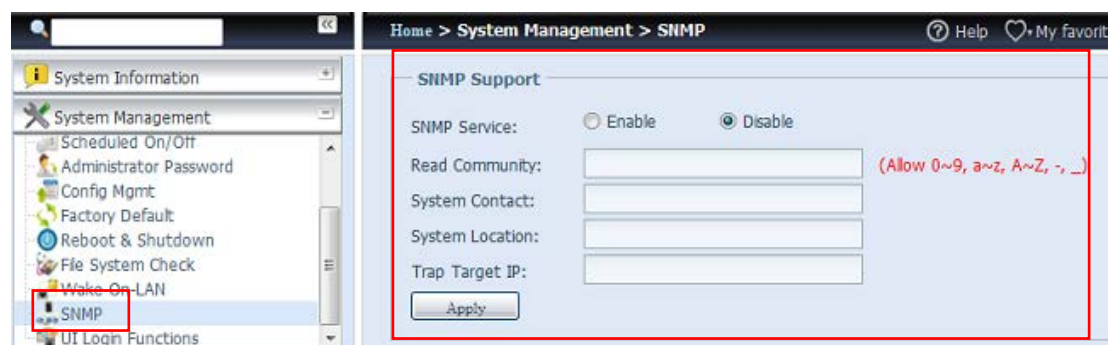 Home > System Management > SNMP
Help
My favorit
System Information
System Management
Scheduled On/Off
Administrator Password
Config Mgmt
Factory Default
Reboot & Shutdown
File System Check
Wake-On-LAN
SNMP
UI Login Functions
SNMP Support
SNMP Service: Enable Disable
Read Community: (Allow 0~9, a~z, A~Z, -, _)
System Contact:
System Location:
Trap Target IP:
Apply